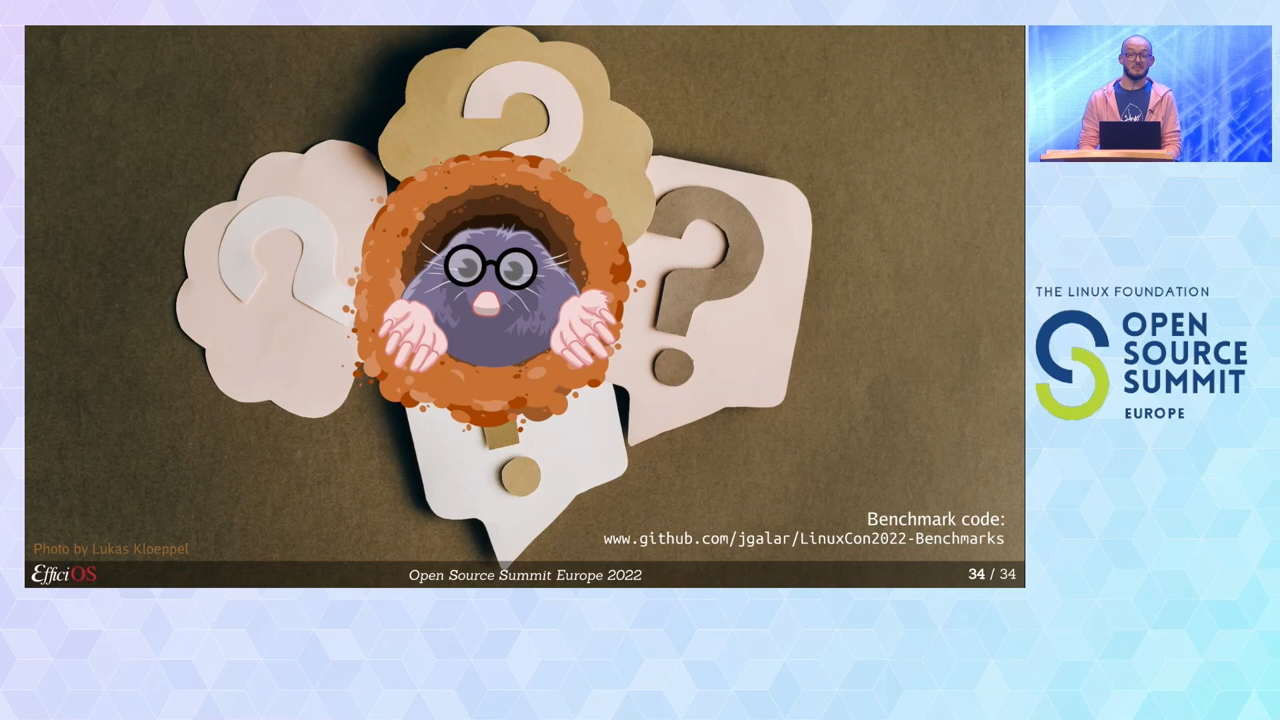 Benchmark code:
www.github.com/jgalar/LinuxCon2022-Benchmarks
Photo by Lukas Kloeppel
EfficiOS
Open Source Summit Europe 2022
34 / 34
THE LINUX FOUNDATION
OPEN
SOURCE
SUMMIT
EUROPE